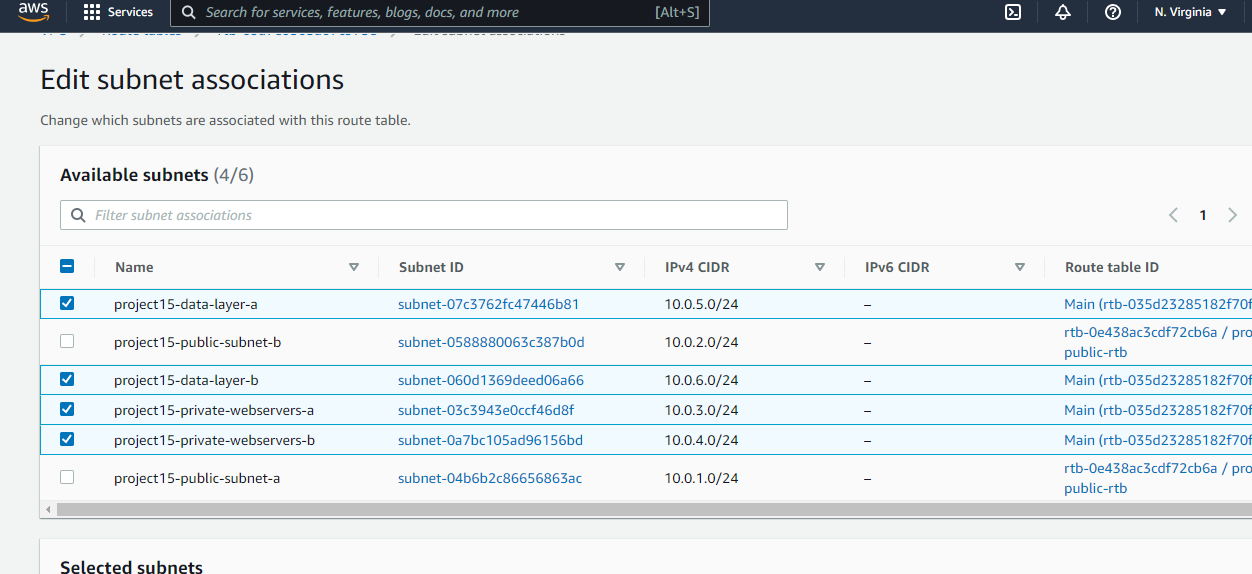 aws Services Search for services, features, blogs, docs, and more [Alt+S] N. Virginia
Route tables Edit subnet associations
Edit subnet associations
Change which subnets are associated with this route table.
Available subnets (4/6)
Filter subnet associations 1
Name Subnet ID IPv4 CIDR IPv6 CIDR Route table ID
project15-data-layer-a subnet-07c3762fc47446b81 10.0.5.0/24 – Main (rtb-035d23285182f70f
project15-public-subnet-b subnet-0588880063c387b0d 10.0.2.0/24 – rtb-0e438ac3cdf72cb6a / pro
public-rtb
project15-data-layer-b subnet-060d1369deed06a66 10.0.6.0/24 – Main (rtb-035d23285182f70f
project15-private-webservers-a subnet-03c3943e0ccf46d8f 10.0.3.0/24 – Main (rtb-035d23285182f70f
project15-private-webservers-b subnet-0a7bc105ad96156bd 10.0.4.0/24 – Main (rtb-035d23285182f70f
project15-public-subnet-a subnet-04b6b2c86656863ac 10.0.1.0/24 – rtb-0e438ac3cdf72cb6a / pro
public-rtb
Selected subnets